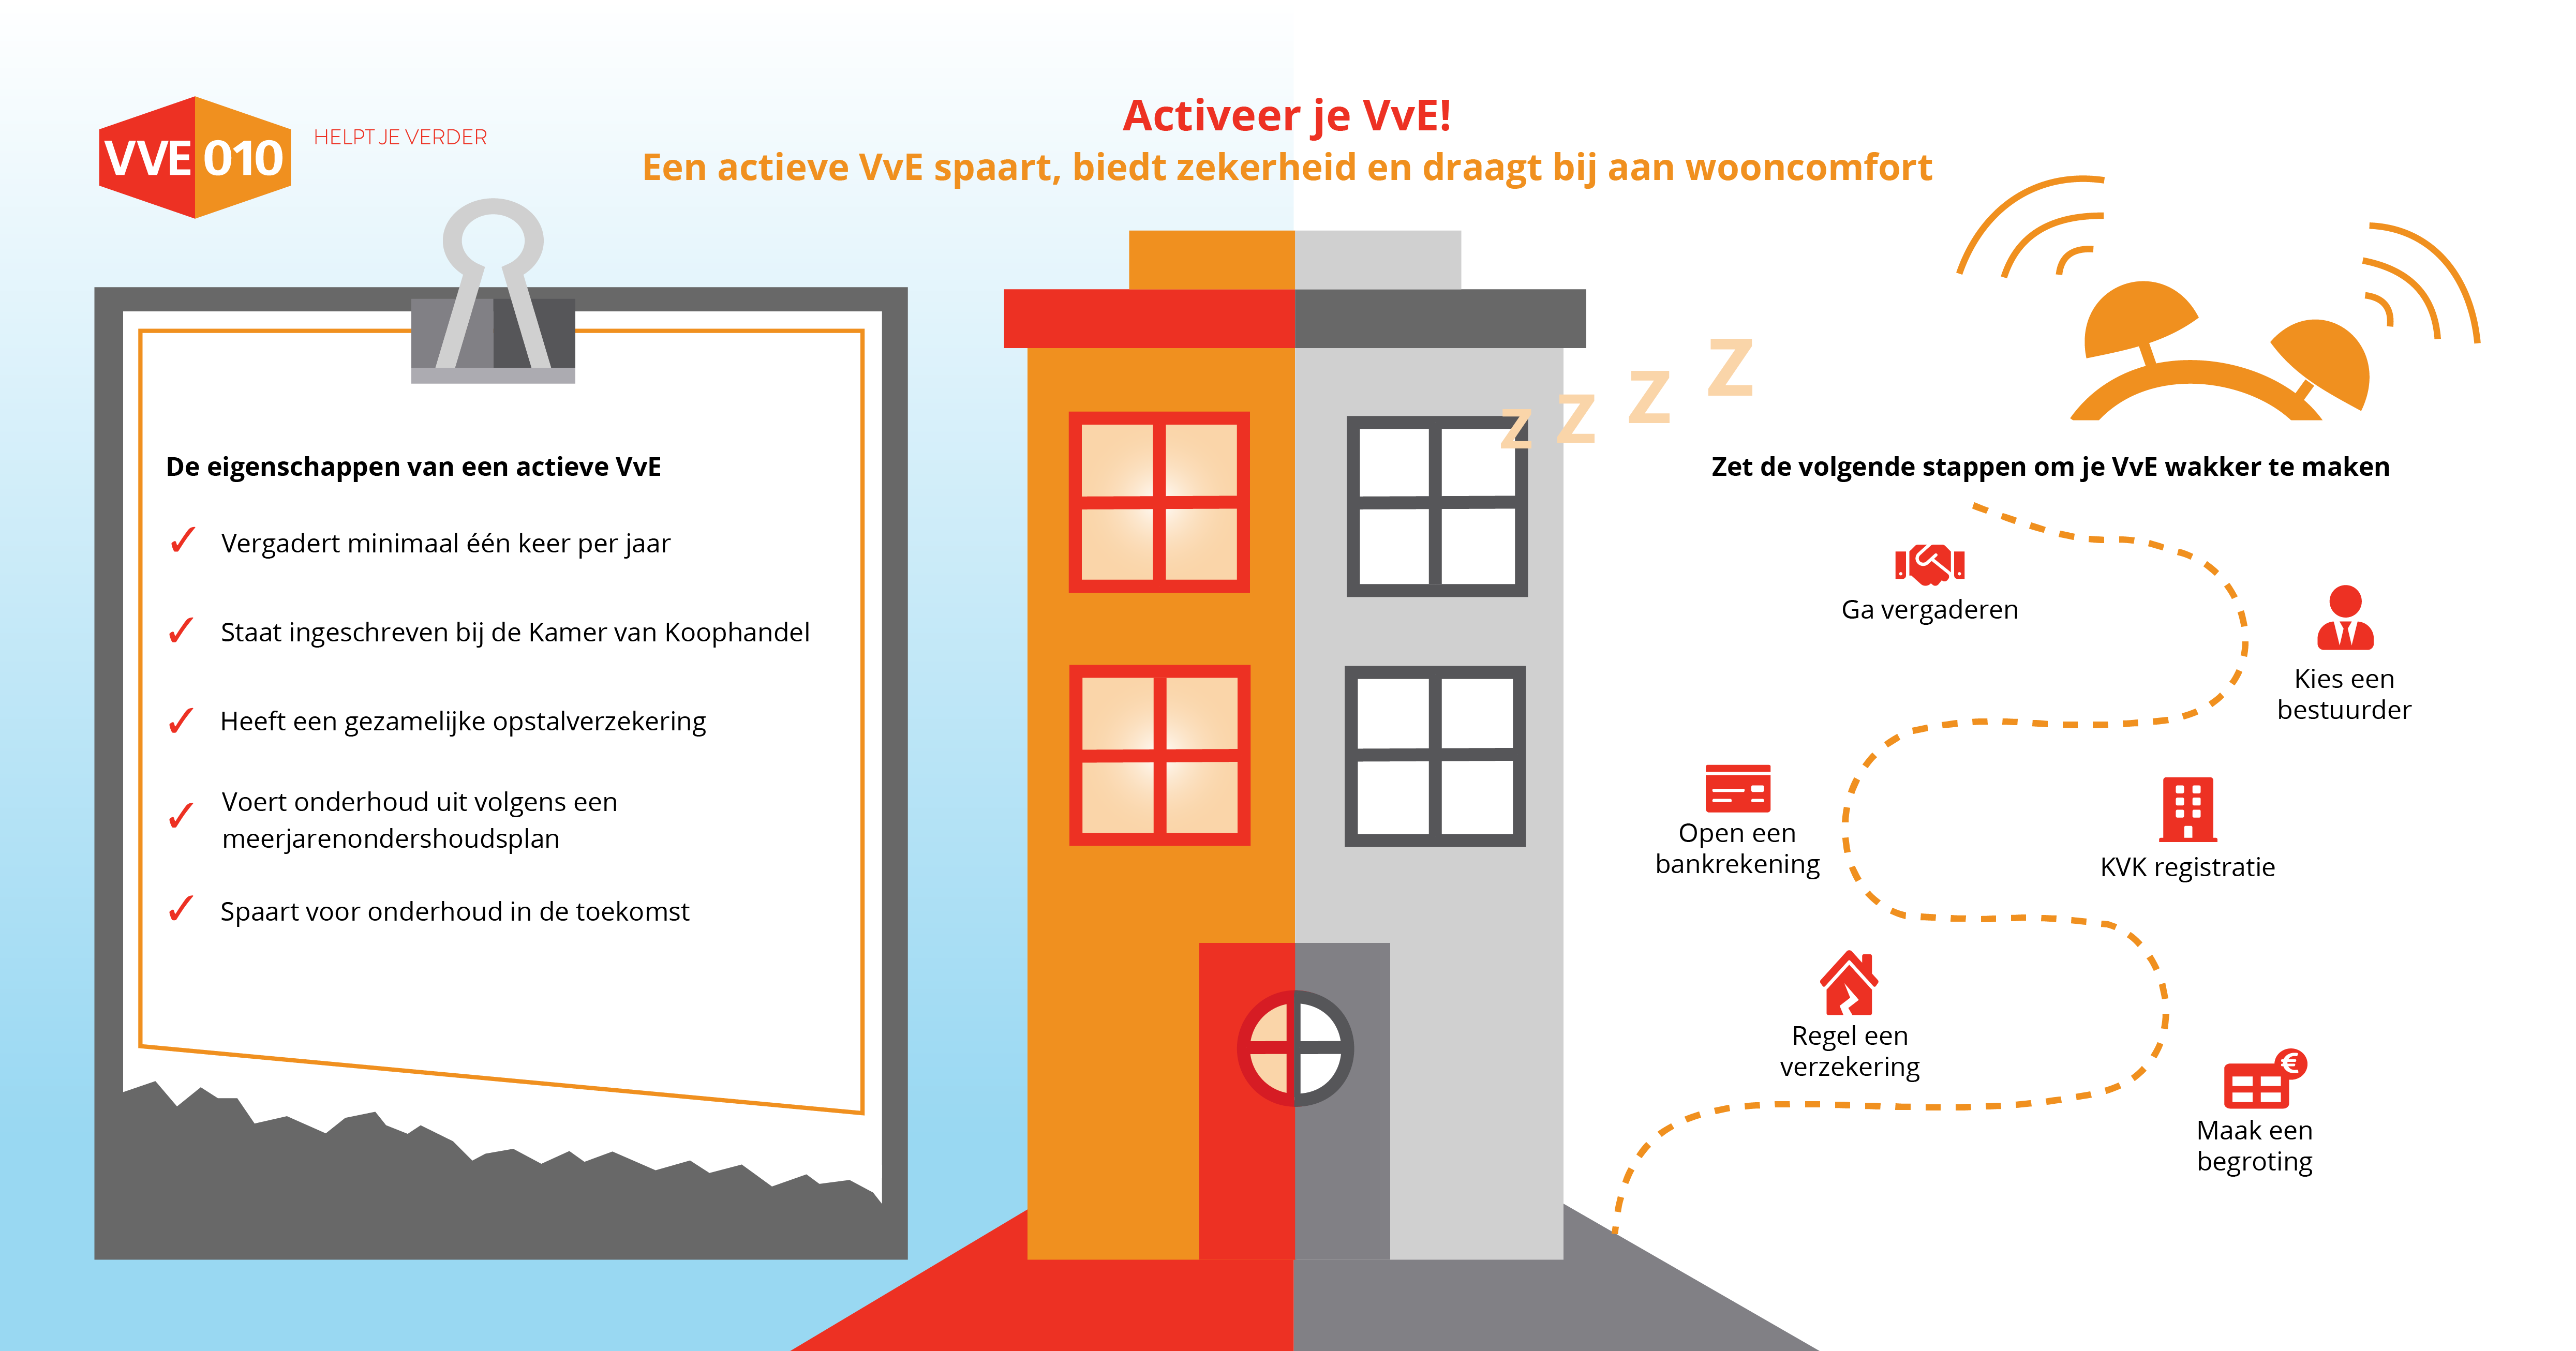 VVE 010
HELPT JE VERDER
Activeer je VvE!
Een actieve VvE spaart, biedt zekerheid en draagt bij aan wooncomfort
De eigenschappen van een actieve VvE
✓ Vergadert minimaal één keer per jaar
✓ Staat ingeschreven bij de Kamer van Koophandel
✓ Heeft een gezamelijke opstalverzekering
✓ Voert onderhoud uit volgens een
meerjarenondershoudsplan
✓ Spaart voor onderhoud in de toekomst
z z z z
Zet de volgende stappen om je VvE wakker te maken
Ga vergaderen
Kies een
bestuurder
KVK registratie
Open een
bankrekening
Regel een
verzekering
€
Maak een
begroting